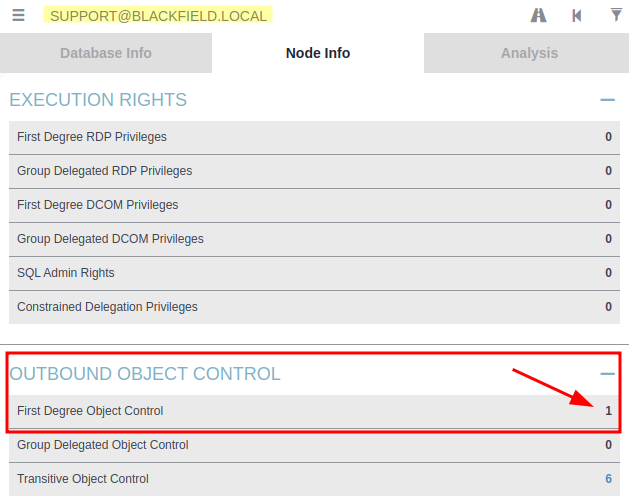 SUPPORT@BLACKFIELD.LOCAL
Database Info Node Info Analysis
EXECUTION RIGHTS
First Degree RDP Privileges 0
Group Delegated RDP Privileges 0
First Degree DCOM Privileges 0
Group Delegated DCOM Privileges 0
SQL Admin Rights 0
Constrained Delegation Privileges 0
OUTBOUND OBJECT CONTROL
First Degree Object Control 1
Group Delegated Object Control 0
Transitive Object Control 6